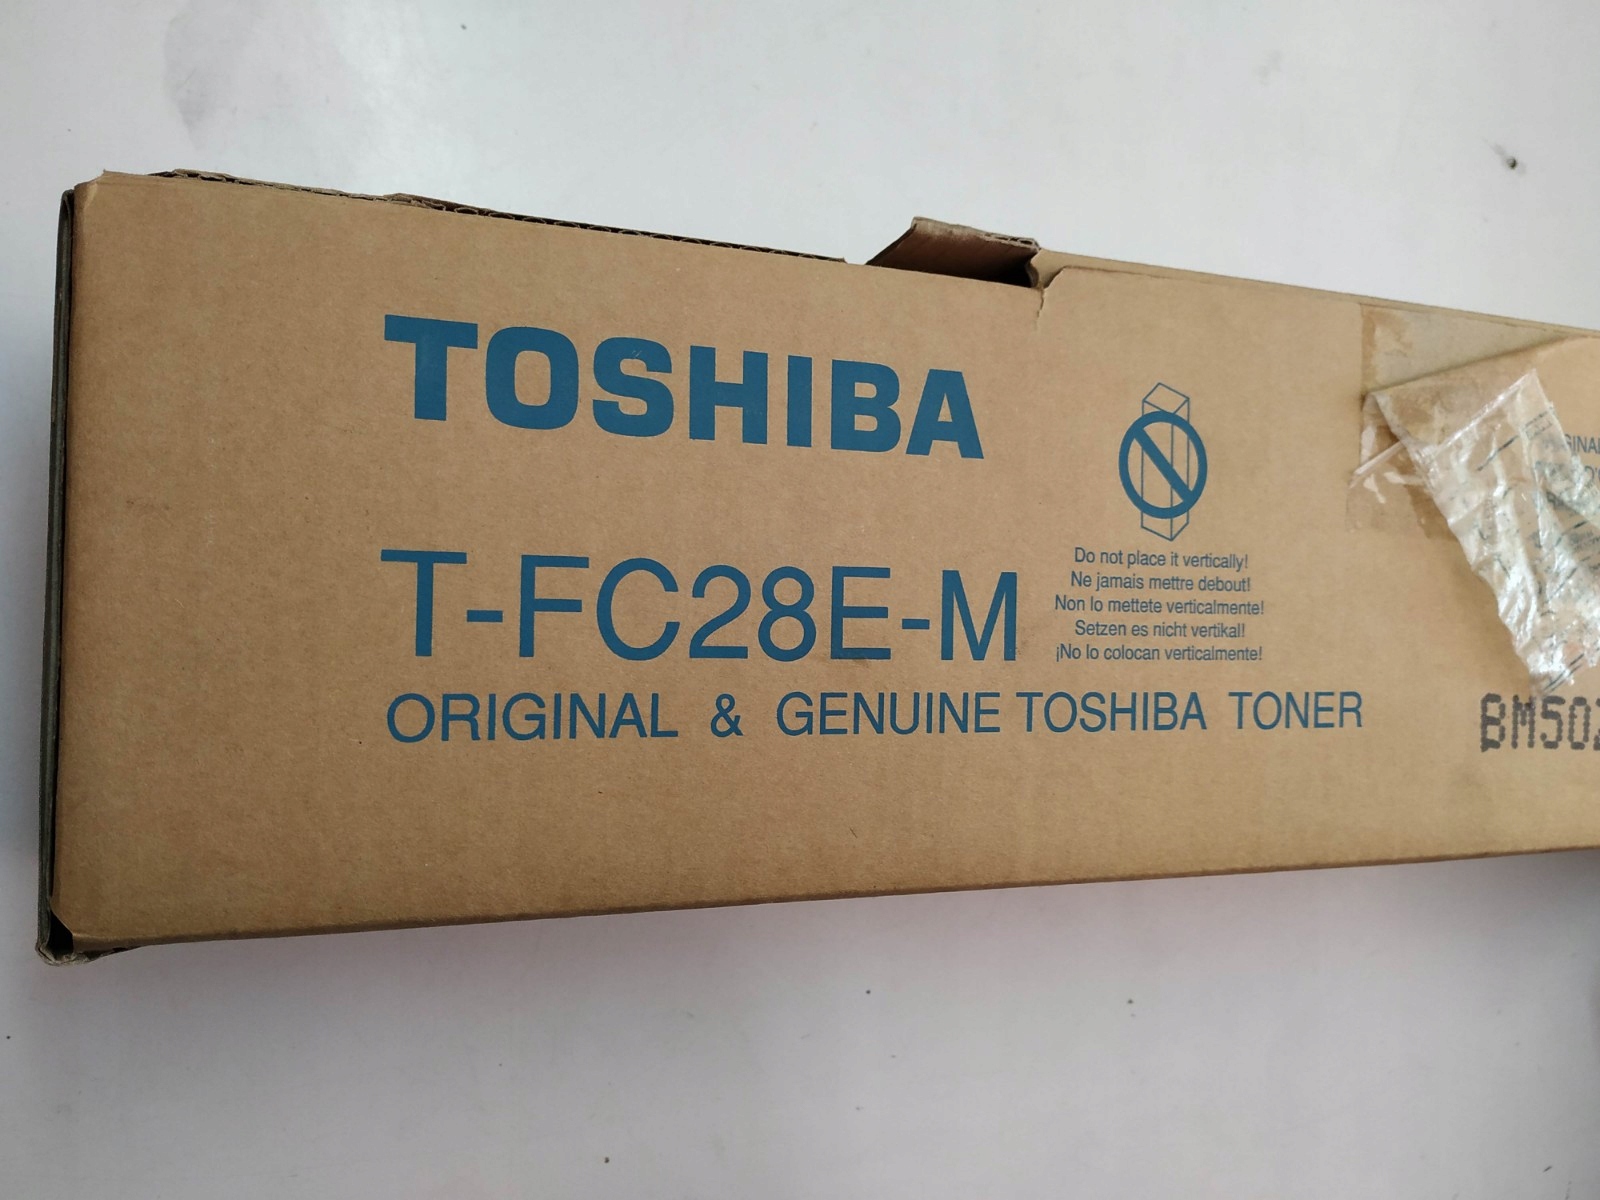 TOSHIBA
T-FC28E-M
ORIGINAL & GENUINE TOSHIBA TONER
Do not place it vertically!
Ne jamais mettre debout!
Non lo mettete verticalmente!
Setzen es nicht vertikal!
¡No lo colocan verticalmente!
BM502